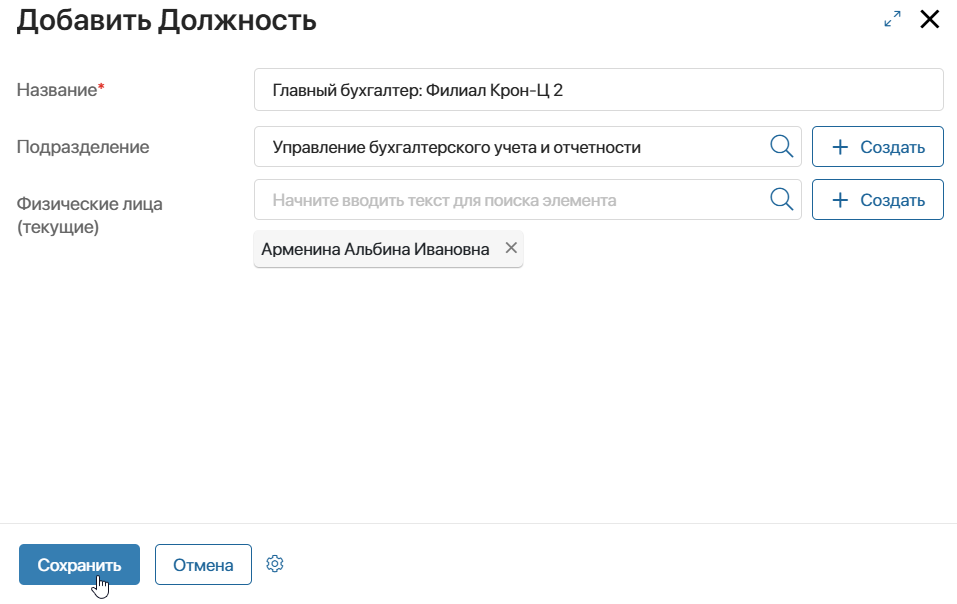 Добавить Должность
Название*
Главный бухгалтер: Филиал Крон-Ц 2
Подразделение
Управление бухгалтерского учета и отчетности
Создать
Физические лица
(текущие)
Начните вводить текст для поиска элемента
Создать
Арменина Альбина Ивановна
Сохранить
Отмена